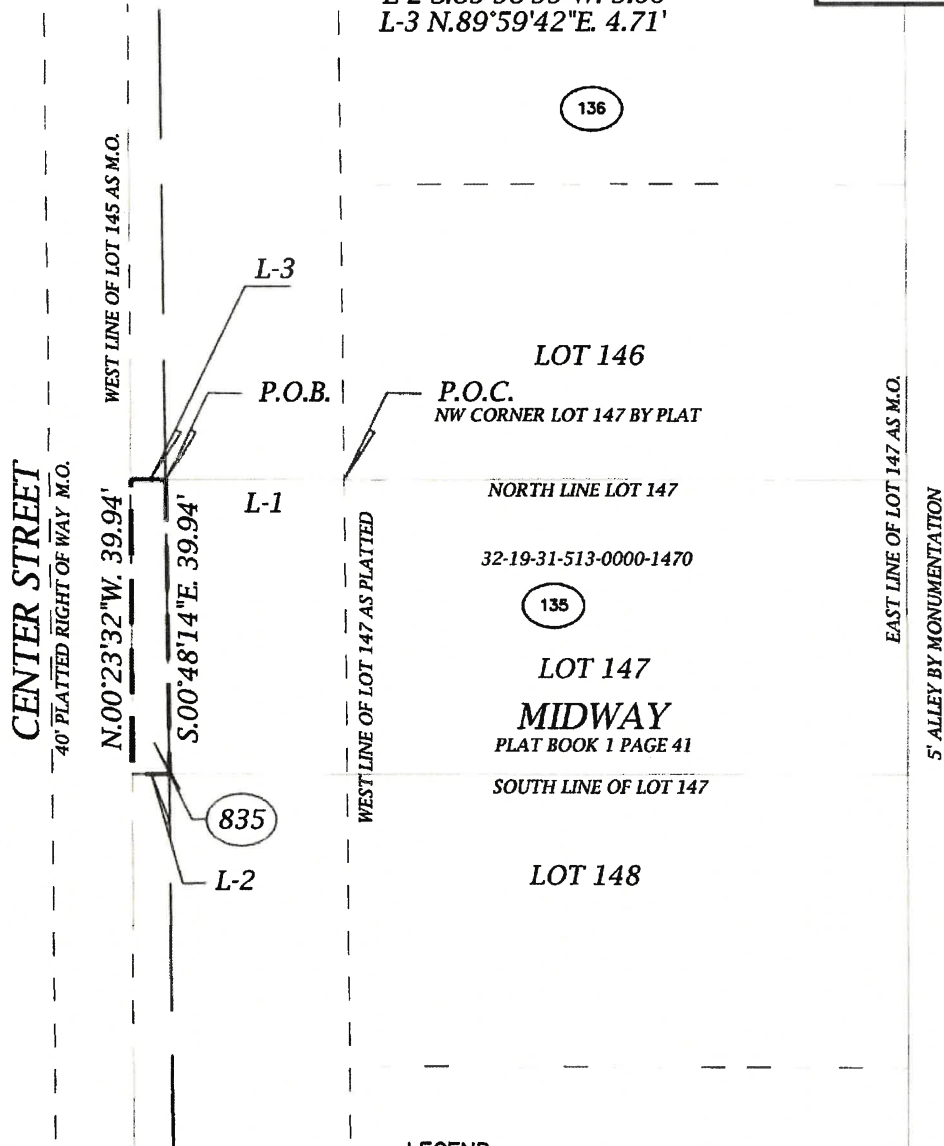 L-3 N.89°59'42"E. 4.71'
136
WEST LINE OF LOT 145 AS M.O.
L-3
LOT 146
P.O.B.
P.O.C.
NW CORNER LOT 147 BY PLAT
EAST LINE OF LOT 147 AS M.O.
CENTER STREET
40' PLATTED RIGHT OF WAY M.O.
N.00°23'32"W. 39.94'
S.00°48'14"E. 39.94'
L-1
NORTH LINE LOT 147
WEST LINE OF LOT 147 AS PLATTED
32-19-31-513-0000-1470
135
5' ALLEY BY MONUMENTATION
LOT 147
MIDWAY
PLAT BOOK 1 PAGE 41
SOUTH LINE OF LOT 147
835
L-2
LOT 148
LEGEND